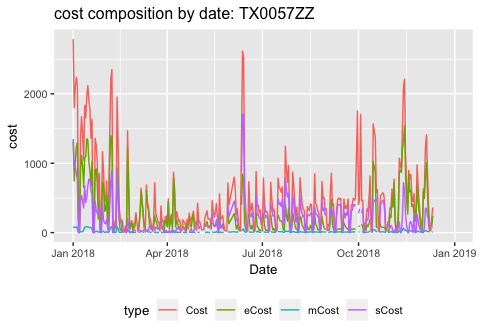 cost composition by date: TX0057ZZ
cost
2000
1000
0
Jan 2018
Apr 2018
Jul 2018
Oct 2018
Jan 2019
Date
type
Cost
eCost
mCost
sCost